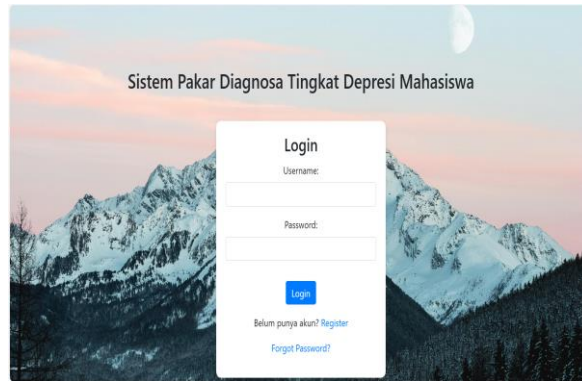 Sistem Pakar Diagnosa Tingkat Depresi Mahasiswa
Login
Username:
Password:
Login
Belum punya akun? Register
Forgot Password?